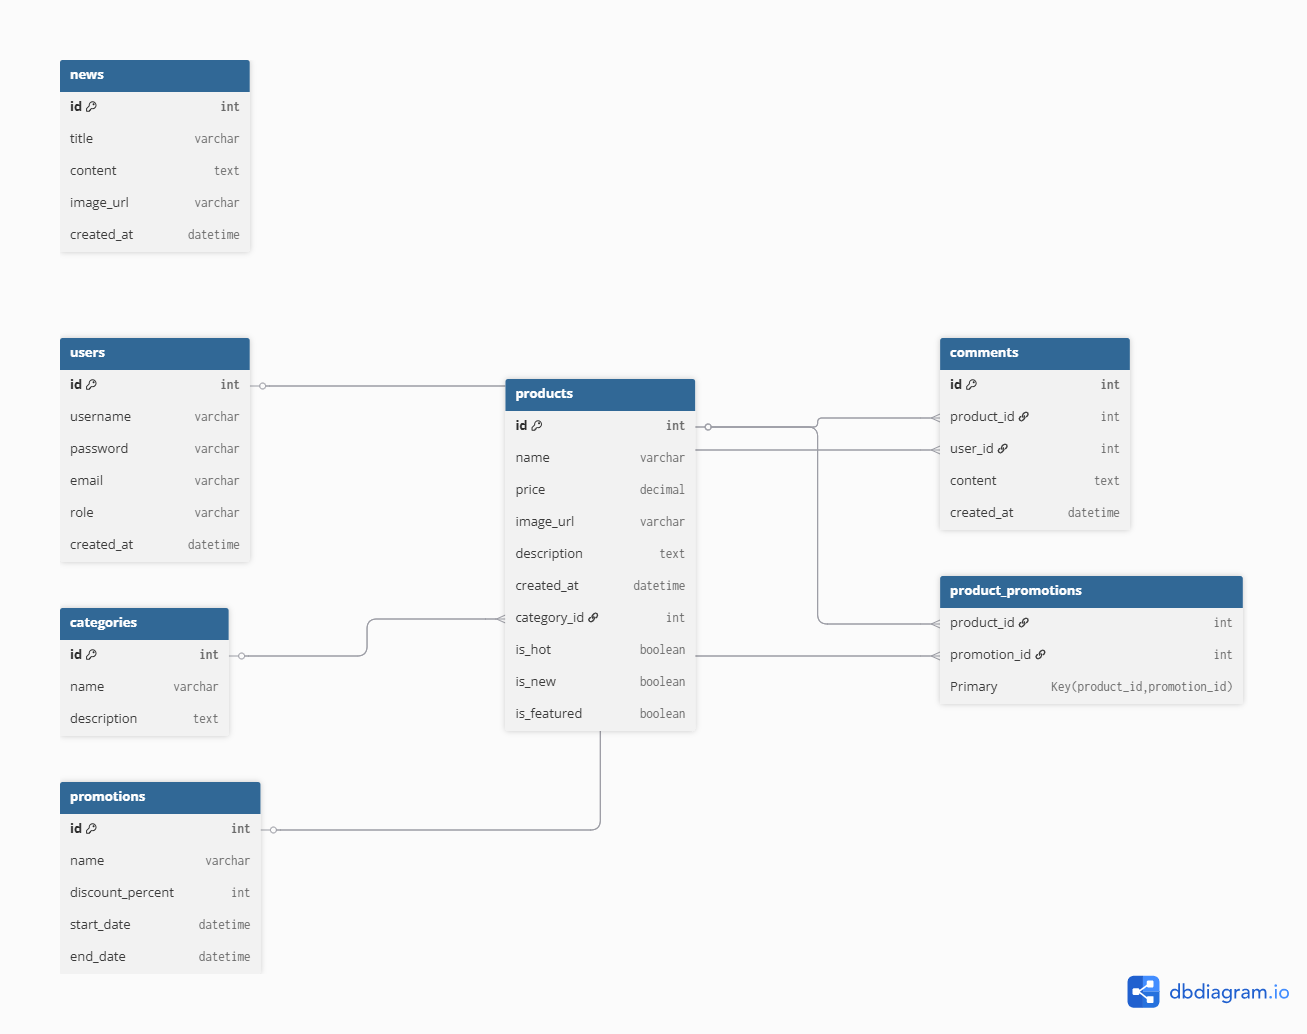 news
id int
title varchar
content text
image_url varchar
created_at datetime
users
id int
username varchar
password varchar
email varchar
role varchar
created_at datetime
categories
id int
name varchar
description text
promotions
id int
name varchar
discount_percent int
start_date datetime
end_date datetime
products
id int
name varchar
price decimal
image_url varchar
description text
created_at datetime
category_id int
is_hot boolean
is_new boolean
is_featured boolean
comments
id int
product_id int
user_id int
content text
created_at datetime
product_promotions
product_id int
promotion_id int
Primary Key(product_id,promotion_id)
dbdiagram.io